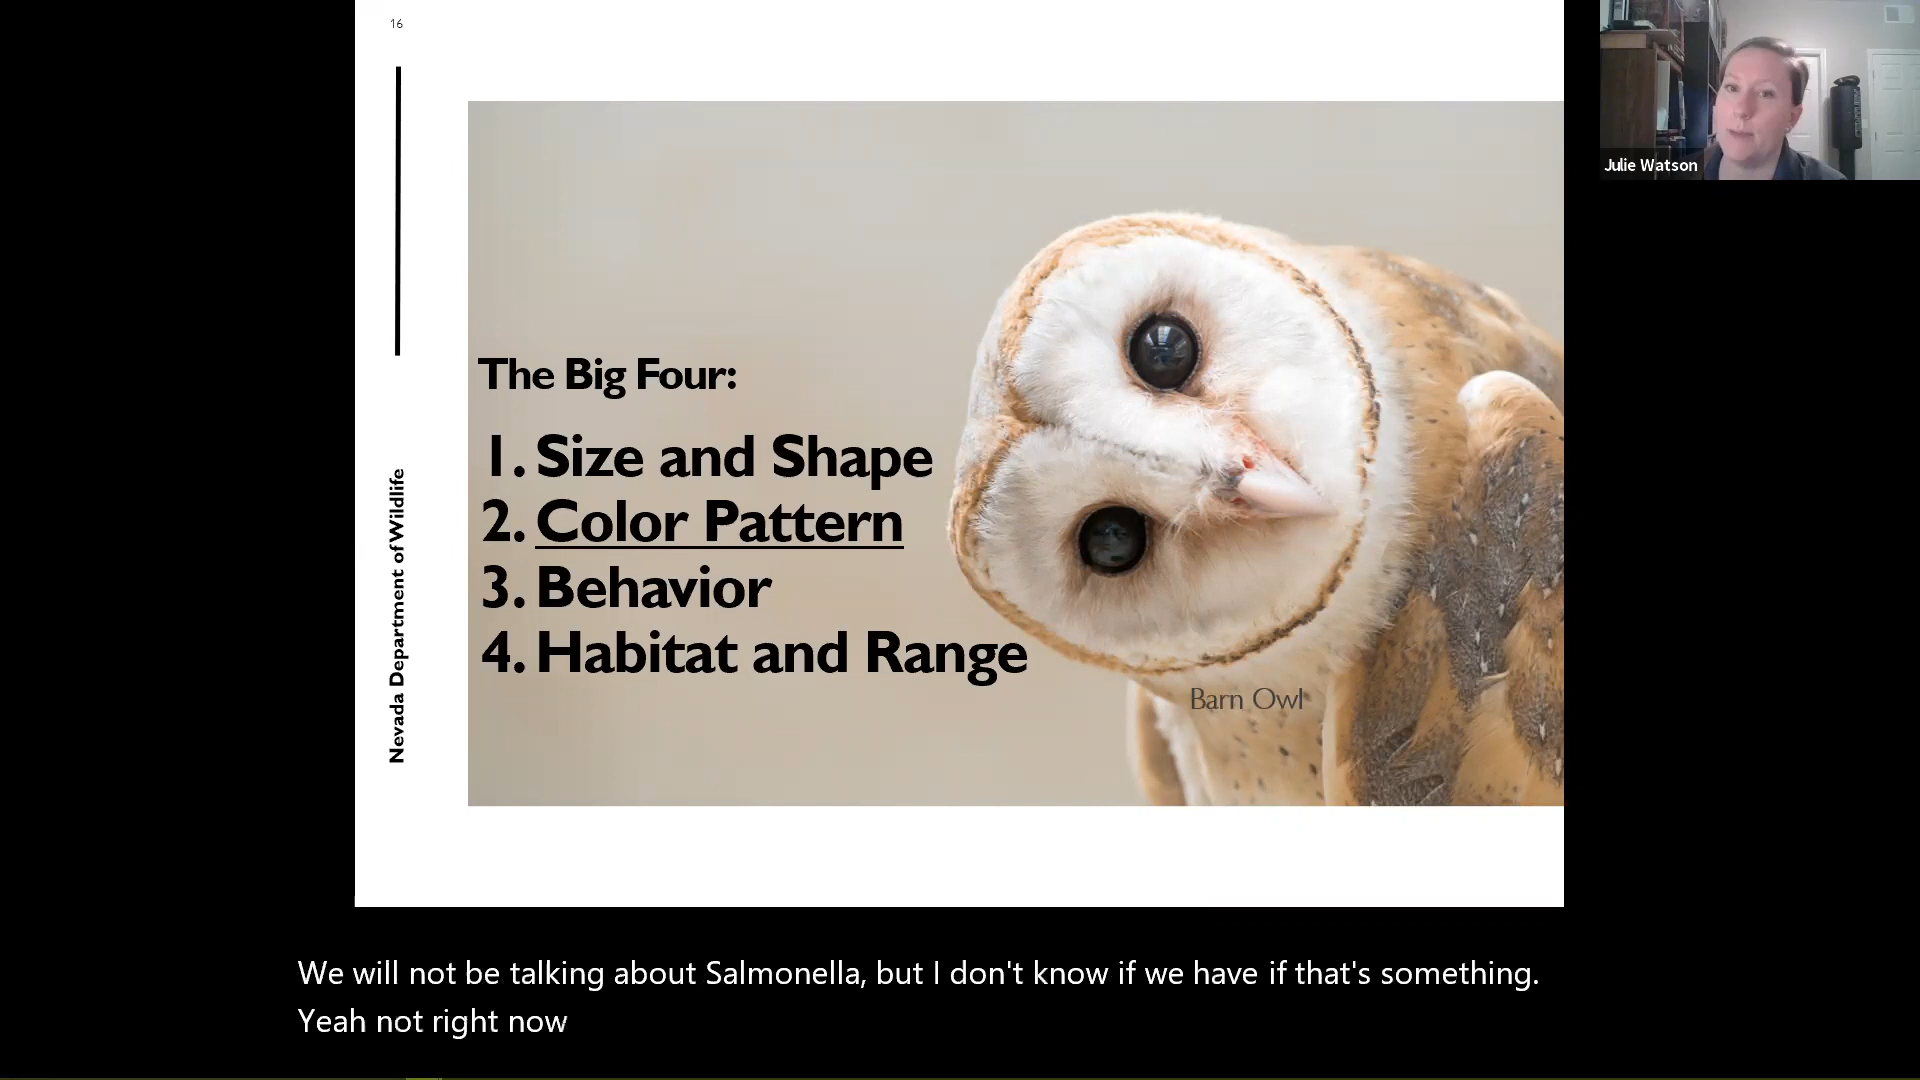 16
Nevada Department of Wildlife
The Big Four:
1. Size and Shape
2. Color Pattern
3. Behavior
4. Habitat and Range
Barn Owl
Julie Watson
We will not be talking about Salmonella, but I don't know if we have if that's something.
Yeah not right now